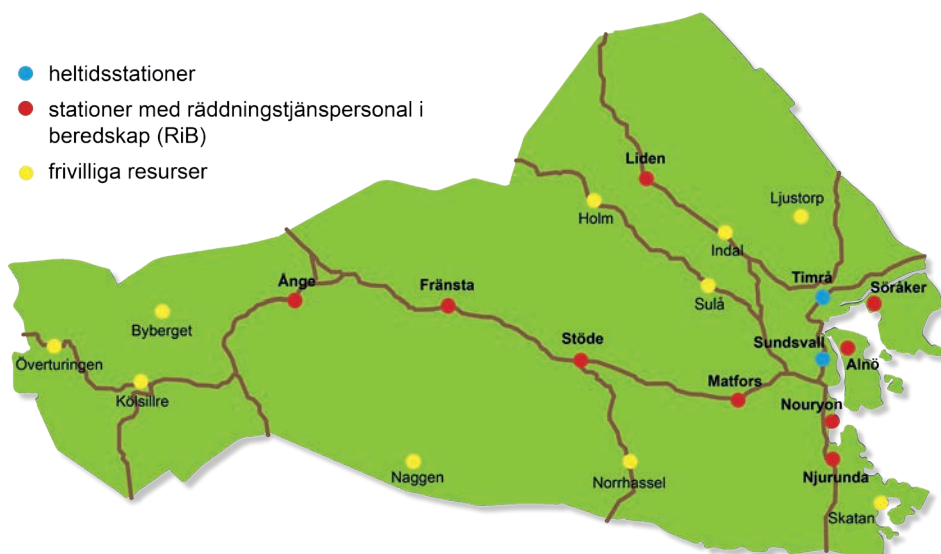 heltidsstationer
stationer med räddningstjänspersonal i
beredskap (RiB)
frivilliga resurser
Liden
Ljustorp
Holm
Indal
Timrå
Ånge
Fränsta
Söråker
Sulå
Byberget
Stöde
Sundsvall
Överturingen
Alnö
Kölsillre
Matfors
Nouryon
Naggen
Norrhassel
Njurunda
Skatan